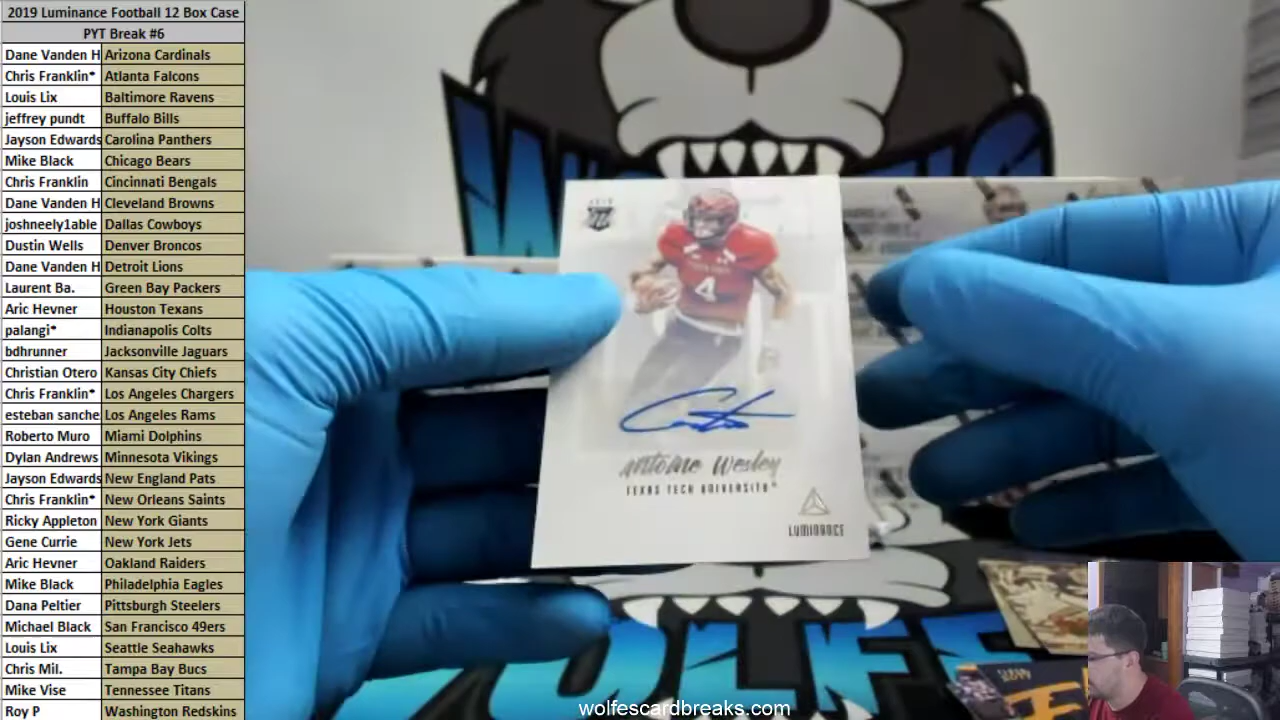 2019 Luminance Football 12 Box Case
PYT Break #6
Dane Vanden H Arizona Cardinals
Chris Franklin* Atlanta Falcons
Louis Lix Baltimore Ravens
jeffrey pundt Buffalo Bills
Jayson Edwards Carolina Panthers
Mike Black Chicago Bears
Chris Franklin Cincinnati Bengals
Dane Vanden H Cleveland Browns
joshneely1able Dallas Cowboys
Dustin Wells Denver Broncos
Dane Vanden H Detroit Lions
Laurent Ba. Green Bay Packers
Aric Hevner Houston Texans
palangi* Indianapolis Colts
bdhrunner Jacksonville Jaguars
Christian Otero Kansas City Chiefs
Chris Franklin* Los Angeles Chargers
esteban sanche Los Angeles Rams
Roberto Muro Miami Dolphins
Dylan Andrews Minnesota Vikings
Jayson Edwards New England Pats
Chris Franklin* New Orleans Saints
Ricky Appleton New York Giants
Gene Currie New York Jets
Aric Hevner Oakland Raiders
Mike Black Philadelphia Eagles
Dana Peltier Pittsburgh Steelers
Michael Black San Francisco 49ers
Louis Lix Seattle Seahawks
Chris Mil. Tampa Bay Bucs
Mike Vise Tennessee Titans
Roy P Washington Redskins
4
Antoine Wesley
TEXAS TECH UNIVERSITY
LUMINANCE
WOLFE
wolfescardbreaks.com